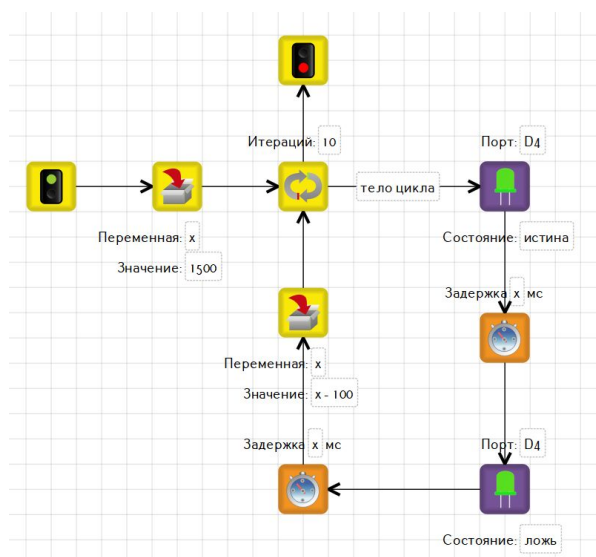 Итераций: 10
Порт: D4
тело цикла
Переменная: x
Значение: 1500
Состояние: истина
Задержка x мс
Переменная: x
Значение: x - 100
Задержка x мс
Порт: D4
Состояние: ложь